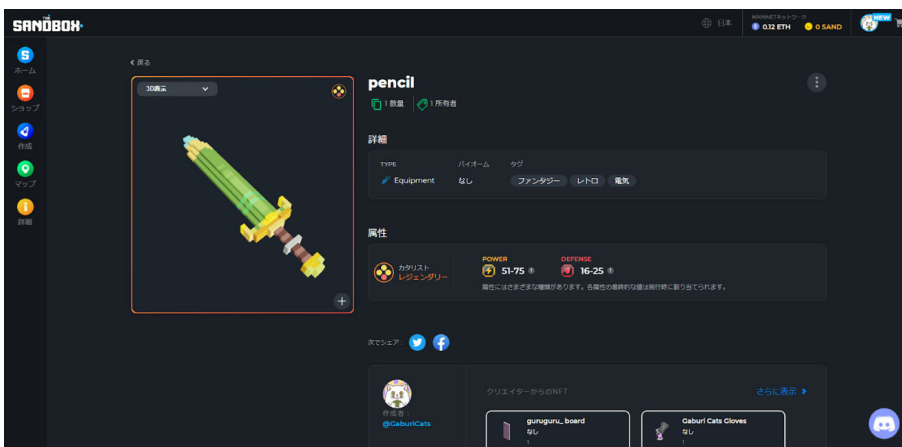 THE SANDBOX
日本
MAINNETネットワーク
0.12 ETH
0 SAND
NEW
ホーム
ショップ
作成
マップ
詳細
戻る
3D表示
pencil
1 数量
1 所有者
詳細
TYPE バイオーム タグ
Equipment なし ファンタジー レトロ 電気
属性
カタリスト
レジェンダリー
POWER
51-75
DEFENSE
16-25
属性にはさまざまな種類があります。各属性の最終的な値は発行時に割り当てられます。
次でシェア:
作成者:
@GaburiCats
クリエイターからのNFT
さらに表示
guruguru_board
なし
1
Gaburi Cats Gloves
なし
1